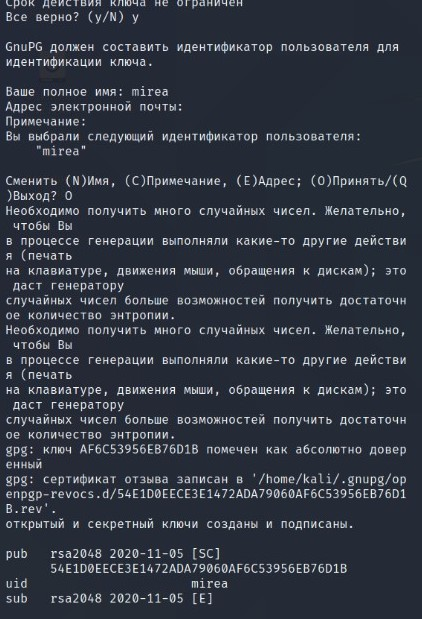 Срок действия ключа не ограничен
Все верно? (y/N) y
GnuPG должен составить идентификатор пользователя для
идентификации ключа.
Ваше полное имя: mirea
Адрес электронной почты:
Примечание:
Вы выбрали следующий идентификатор пользователя:
"mirea"
Сменить (N)Имя, (C)Примечание, (E)Адрес; (O)Принять/(Q
)Выход? O
Необходимо получить много случайных чисел. Желательно,
чтобы Вы
в процессе генерации выполняли какие-то другие действи
я (печать
на клавиатуре, движения мыши, обращения к дискам); это
даст генератору
случайных чисел больше возможностей получить достаточн
ое количество энтропии.
Необходимо получить много случайных чисел. Желательно,
чтобы Вы
в процессе генерации выполняли какие-то другие действи
я (печать
на клавиатуре, движения мыши, обращения к дискам); это
даст генератору
случайных чисел больше возможностей получить достаточн
ое количество энтропии.
gpg: ключ AF6C53956EB76D1B помечен как абсолютно довер
енный
gpg: сертификат отзыва записан в '/home/kali/.gnupg/op
enpgp-revocs.d/54E1D0EECE3E1472ADA79060AF6C53956EB76D1
B.rev'.
открытый и секретный ключи созданы и подписаны.
pub   rsa2048 2020-11-05 [SC]
54E1D0EECE3E1472ADA79060AF6C53956EB76D1B
uid                      mirea
sub   rsa2048 2020-11-05 [E]